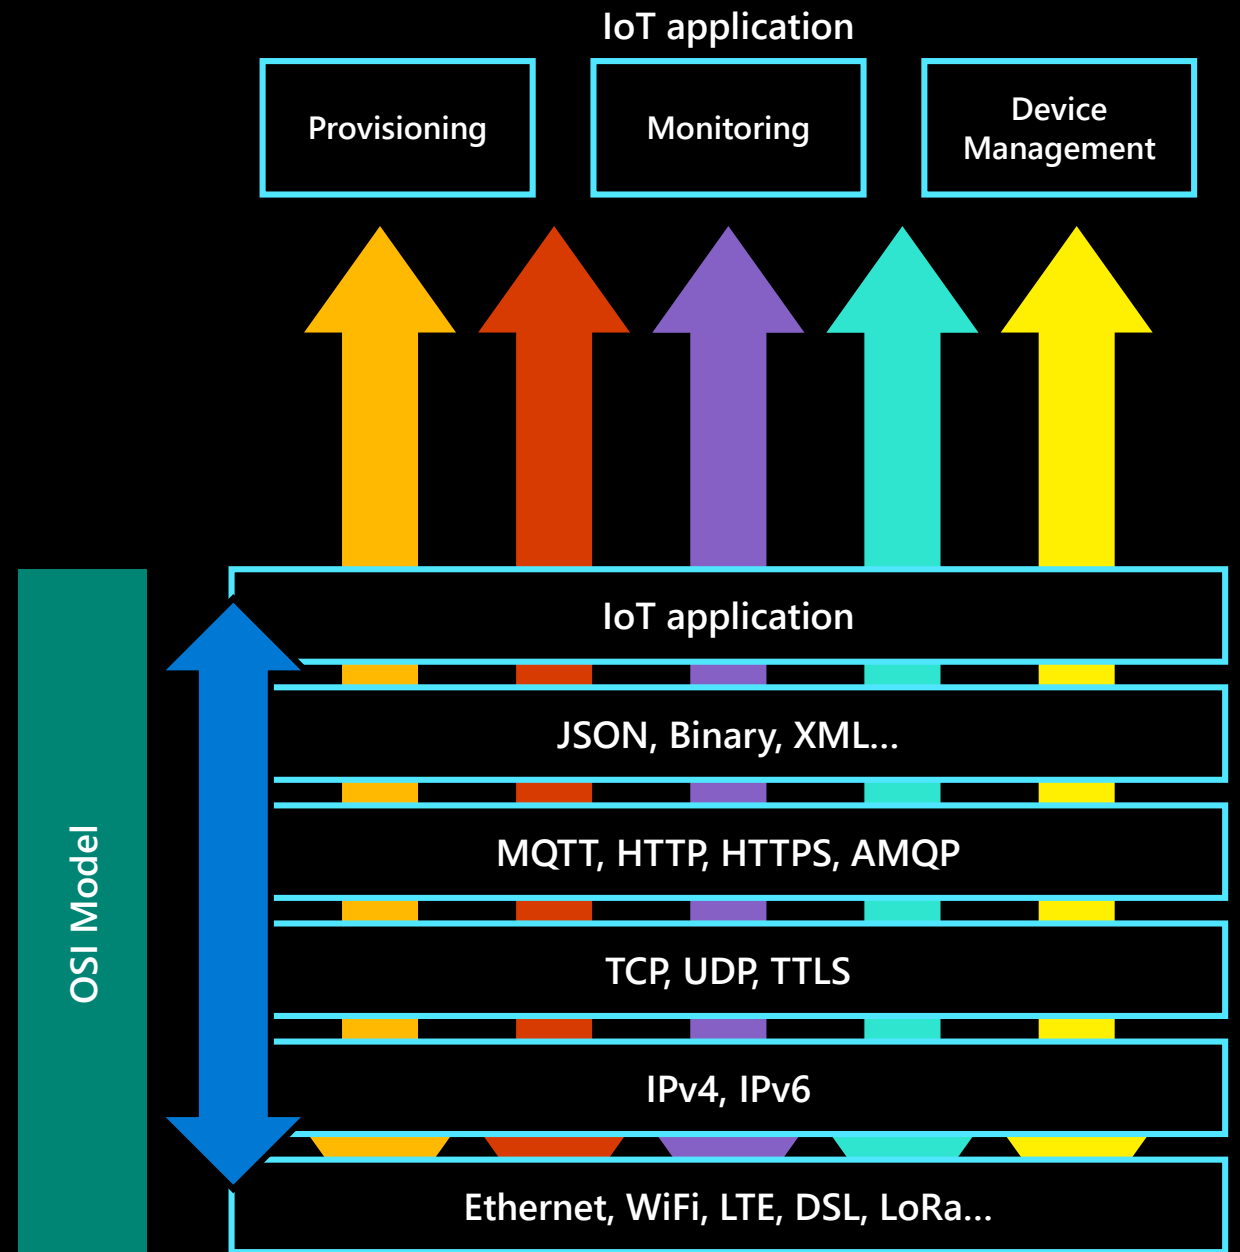 IoT application
Provisioning
Monitoring
Device
Management
OSI Model
IoT application
JSON, Binary, XML...
MQTT, HTTP, HTTPS, AMQP
TCP, UDP, TTLS
IPv4, IPv6
Ethernet, WiFi, LTE, DSL, LoRa...